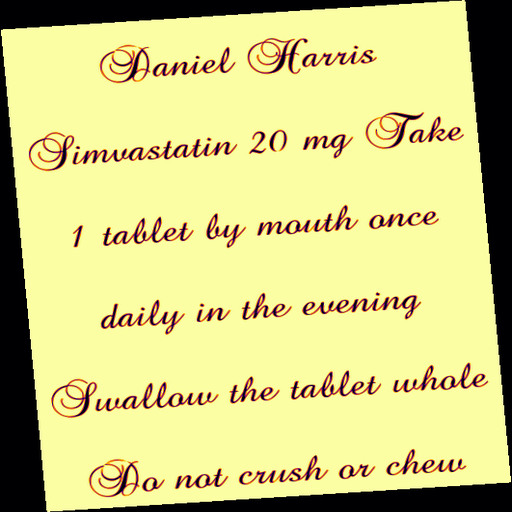 Daniel Harris
Simvastatin 20 mg Take
1 tablet by mouth once
daily in the evening
Swallow the tablet whole
Do not crush or chew